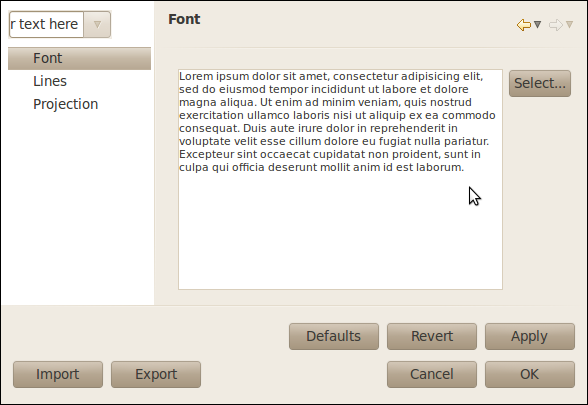 r text here
Font
Lines
Projection
Font
Lorem ipsum dolor sit amet, consectetur adipisicing elit,
sed do eiusmod tempor incididunt ut labore et dolore
magna aliqua. Ut enim ad minim veniam, quis nostrud
exercitation ullamco laboris nisi ut aliquip ex ea commodo
consequat. Duis aute irure dolor in reprehenderit in
voluptate velit esse cillum dolore eu fugiat nulla pariatur.
Excepteur sint occaecat cupidatat non proident, sunt in
culpa qui officia deserunt mollit anim id est laborum.
Select...
Defaults
Revert
Apply
Import
Export
Cancel
OK